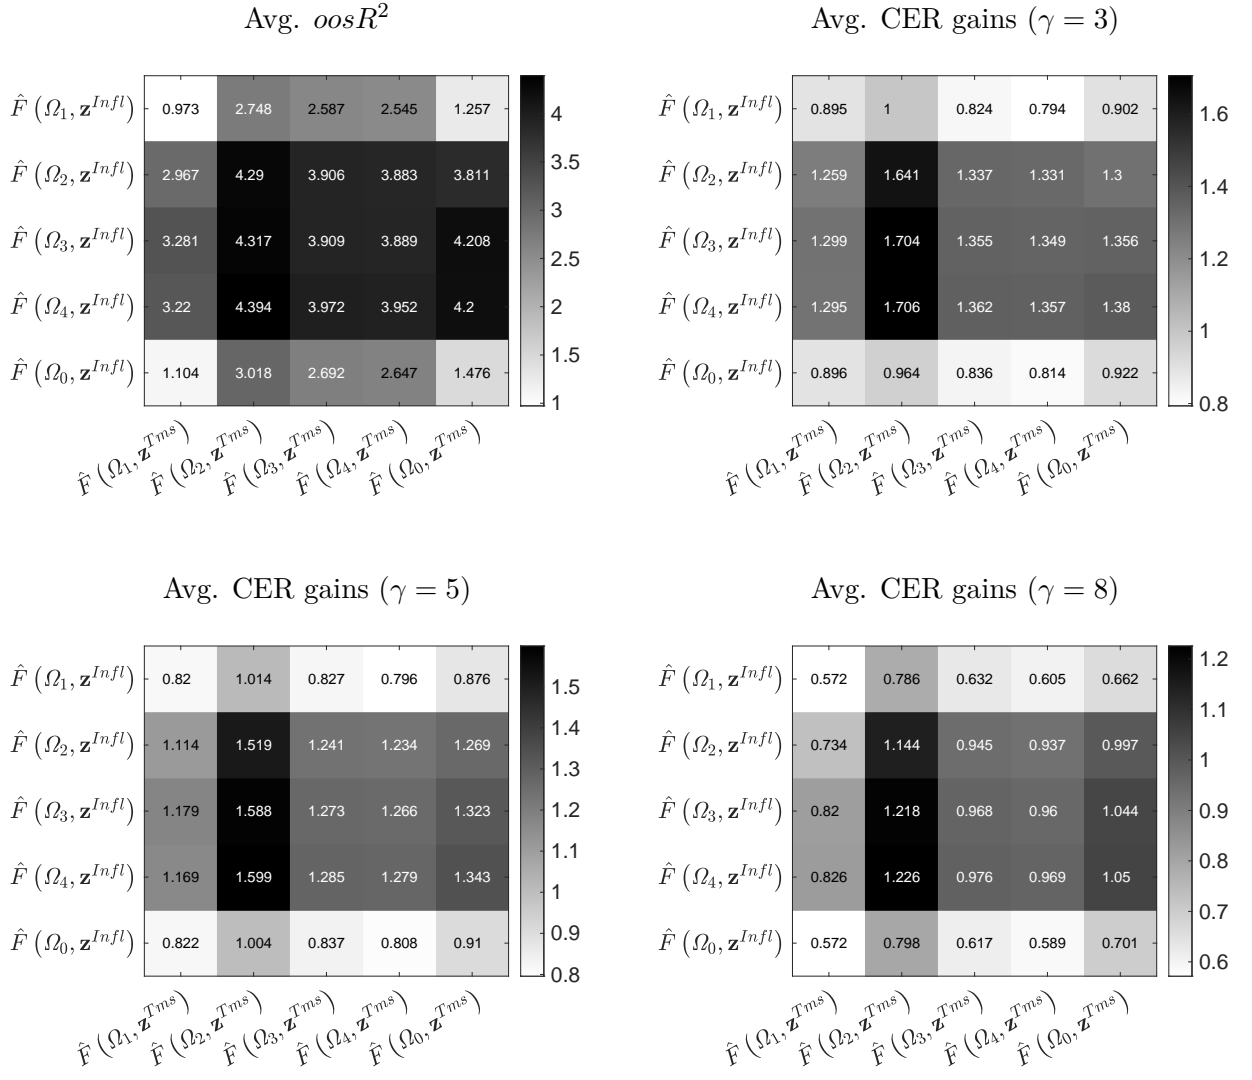 Avg. oosR²
F̂ (Ω₁, z^Infl) 0.973 2.748 2.587 2.545 1.257
F̂ (Ω₂, z^Infl) 2.967 4.29 3.906 3.883 3.811
F̂ (Ω₃, z^Infl) 3.281 4.317 3.909 3.889 4.208
F̂ (Ω₄, z^Infl) 3.22 4.394 3.972 3.952 4.2
F̂ (Ω₀, z^Infl) 1.104 3.018 2.692 2.647 1.476
F̂ (Ω₁, z^Tms) F̂ (Ω₂, z^Tms) F̂ (Ω₃, z^Tms) F̂ (Ω₄, z^Tms) F̂ (Ω₀, z^Tms)
4
3.5
3
2.5
2
1.5
1
Avg. CER gains (γ = 3)
F̂ (Ω₁, z^Infl) 0.895 1 0.824 0.794 0.902
F̂ (Ω₂, z^Infl) 1.259 1.641 1.337 1.331 1.3
F̂ (Ω₃, z^Infl) 1.299 1.704 1.355 1.349 1.356
F̂ (Ω₄, z^Infl) 1.295 1.706 1.362 1.357 1.38
F̂ (Ω₀, z^Infl) 0.896 0.964 0.836 0.814 0.922
F̂ (Ω₁, z^Tms) F̂ (Ω₂, z^Tms) F̂ (Ω₃, z^Tms) F̂ (Ω₄, z^Tms) F̂ (Ω₀, z^Tms)
1.6
1.4
1.2
1
0.8
Avg. CER gains (γ = 5)
F̂ (Ω₁, z^Infl) 0.82 1.014 0.827 0.796 0.876
F̂ (Ω₂, z^Infl) 1.114 1.519 1.241 1.234 1.269
F̂ (Ω₃, z^Infl) 1.179 1.588 1.273 1.266 1.323
F̂ (Ω₄, z^Infl) 1.169 1.599 1.285 1.279 1.343
F̂ (Ω₀, z^Infl) 0.822 1.004 0.837 0.808 0.91
F̂ (Ω₁, z^Tms) F̂ (Ω₂, z^Tms) F̂ (Ω₃, z^Tms) F̂ (Ω₄, z^Tms) F̂ (Ω₀, z^Tms)
1.5
1.4
1.3
1.2
1.1
1
0.9
0.8
Avg. CER gains (γ = 8)
F̂ (Ω₁, z^Infl) 0.572 0.786 0.632 0.605 0.662
F̂ (Ω₂, z^Infl) 0.734 1.144 0.945 0.937 0.997
F̂ (Ω₃, z^Infl) 0.82 1.218 0.968 0.96 1.044
F̂ (Ω₄, z^Infl) 0.826 1.226 0.976 0.969 1.05
F̂ (Ω₀, z^Infl) 0.572 0.798 0.617 0.589 0.701
F̂ (Ω₁, z^Tms) F̂ (Ω₂, z^Tms) F̂ (Ω₃, z^Tms) F̂ (Ω₄, z^Tms) F̂ (Ω₀, z^Tms)
1.2
1.1
1
0.9
0.8
0.7
0.6